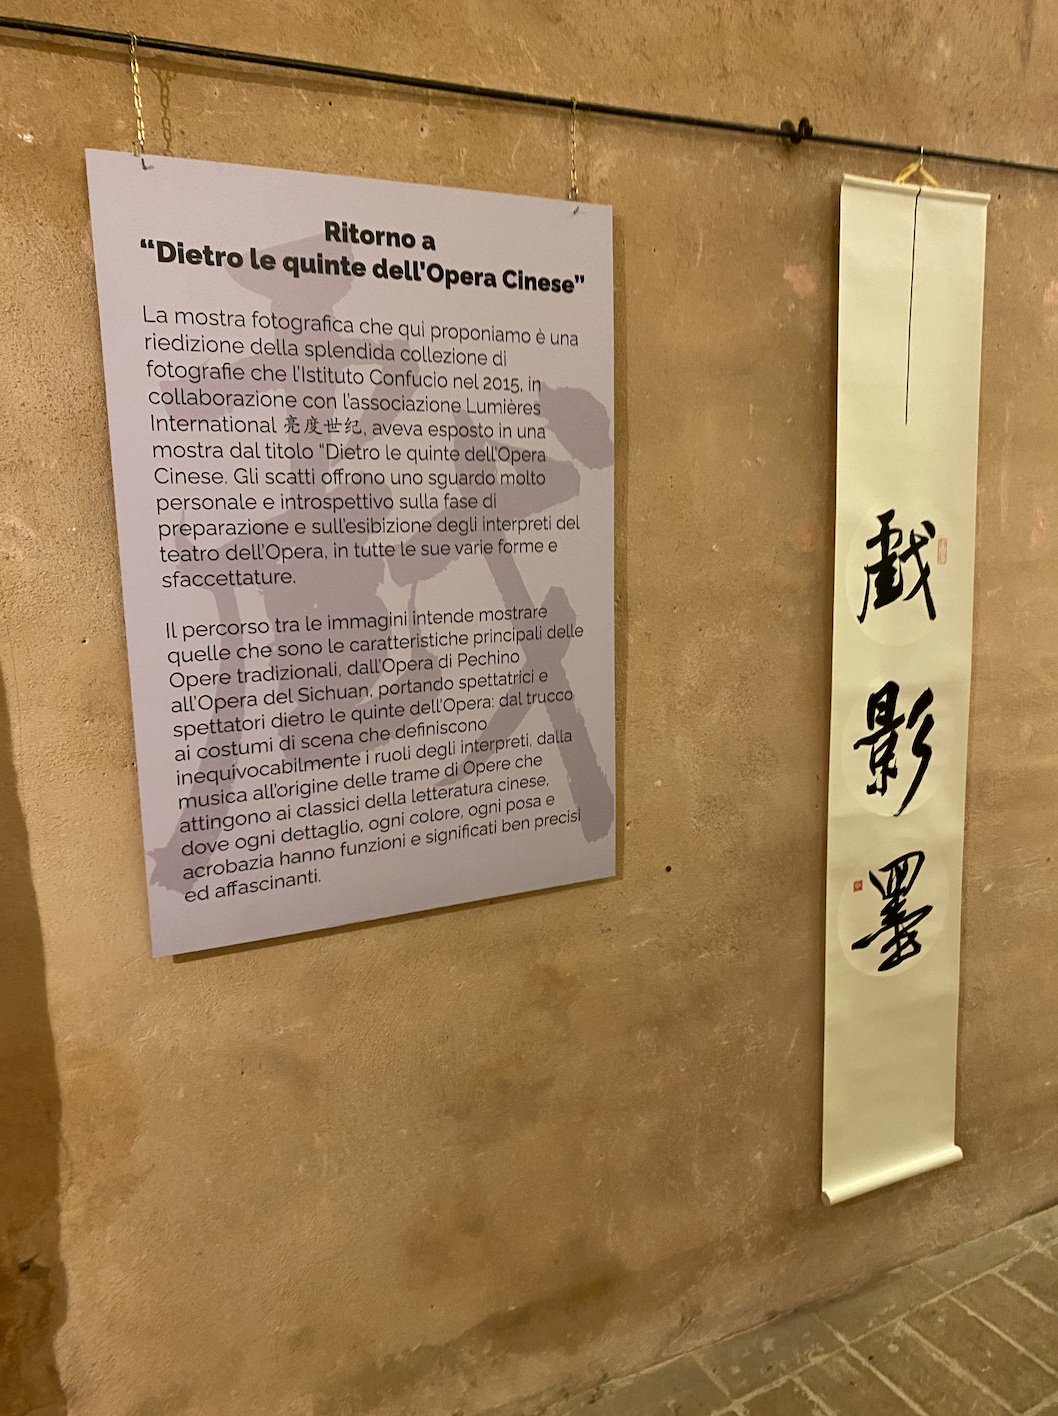 Ritorno a
“Dietro le quinte dell’Opera Cinese”
La mostra fotografica che qui proponiamo è una
riedizione della splendida collezione di
fotografie che l’Istituto Confucio nel 2015, in
collaborazione con l’associazione Lumières
International 亮度世纪, aveva esposto in una
mostra dal titolo “Dietro le quinte dell’Opera
Cinese. Gli scatti offrono uno sguardo molto
personale e introspettivo sulla fase di
preparazione e sull’esibizione degli interpreti del
teatro dell’Opera, in tutte le sue varie forme e
sfaccettature.
Il percorso tra le immagini intende mostrare
quelle che sono le caratteristiche principali delle
Opere tradizionali, dall’Opera di Pechino
all’Opera del Sichuan, portando spettatrici e
spettatori dietro le quinte dell’Opera: dal trucco
ai costumi di scena che definiscono
inequivocabilmente i ruoli degli interpreti, dalla
musica all’origine delle trame di Opere che
attingono ai classici della letteratura cinese,
dove ogni dettaglio, ogni colore, ogni posa e
acrobazia hanno funzioni e significati ben precisi
ed affascinanti.
戲
影
墨